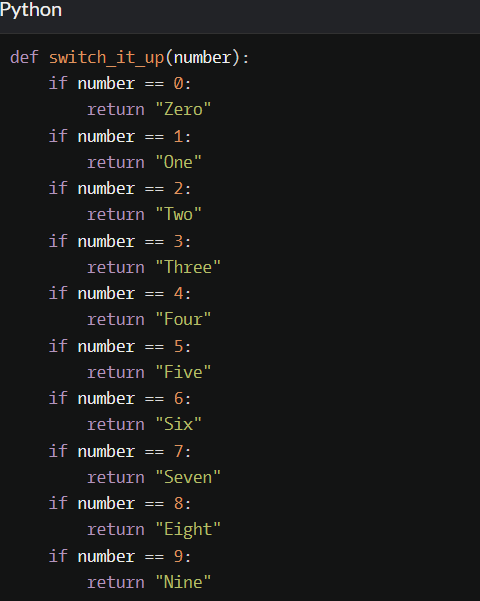 Python
def switch_it_up(number):
    if number == 0:
        return "Zero"
    if number == 1:
        return "One"
    if number == 2:
        return "Two"
    if number == 3:
        return "Three"
    if number == 4:
        return "Four"
    if number == 5:
        return "Five"
    if number == 6:
        return "Six"
    if number == 7:
        return "Seven"
    if number == 8:
        return "Eight"
    if number == 9:
        return "Nine"